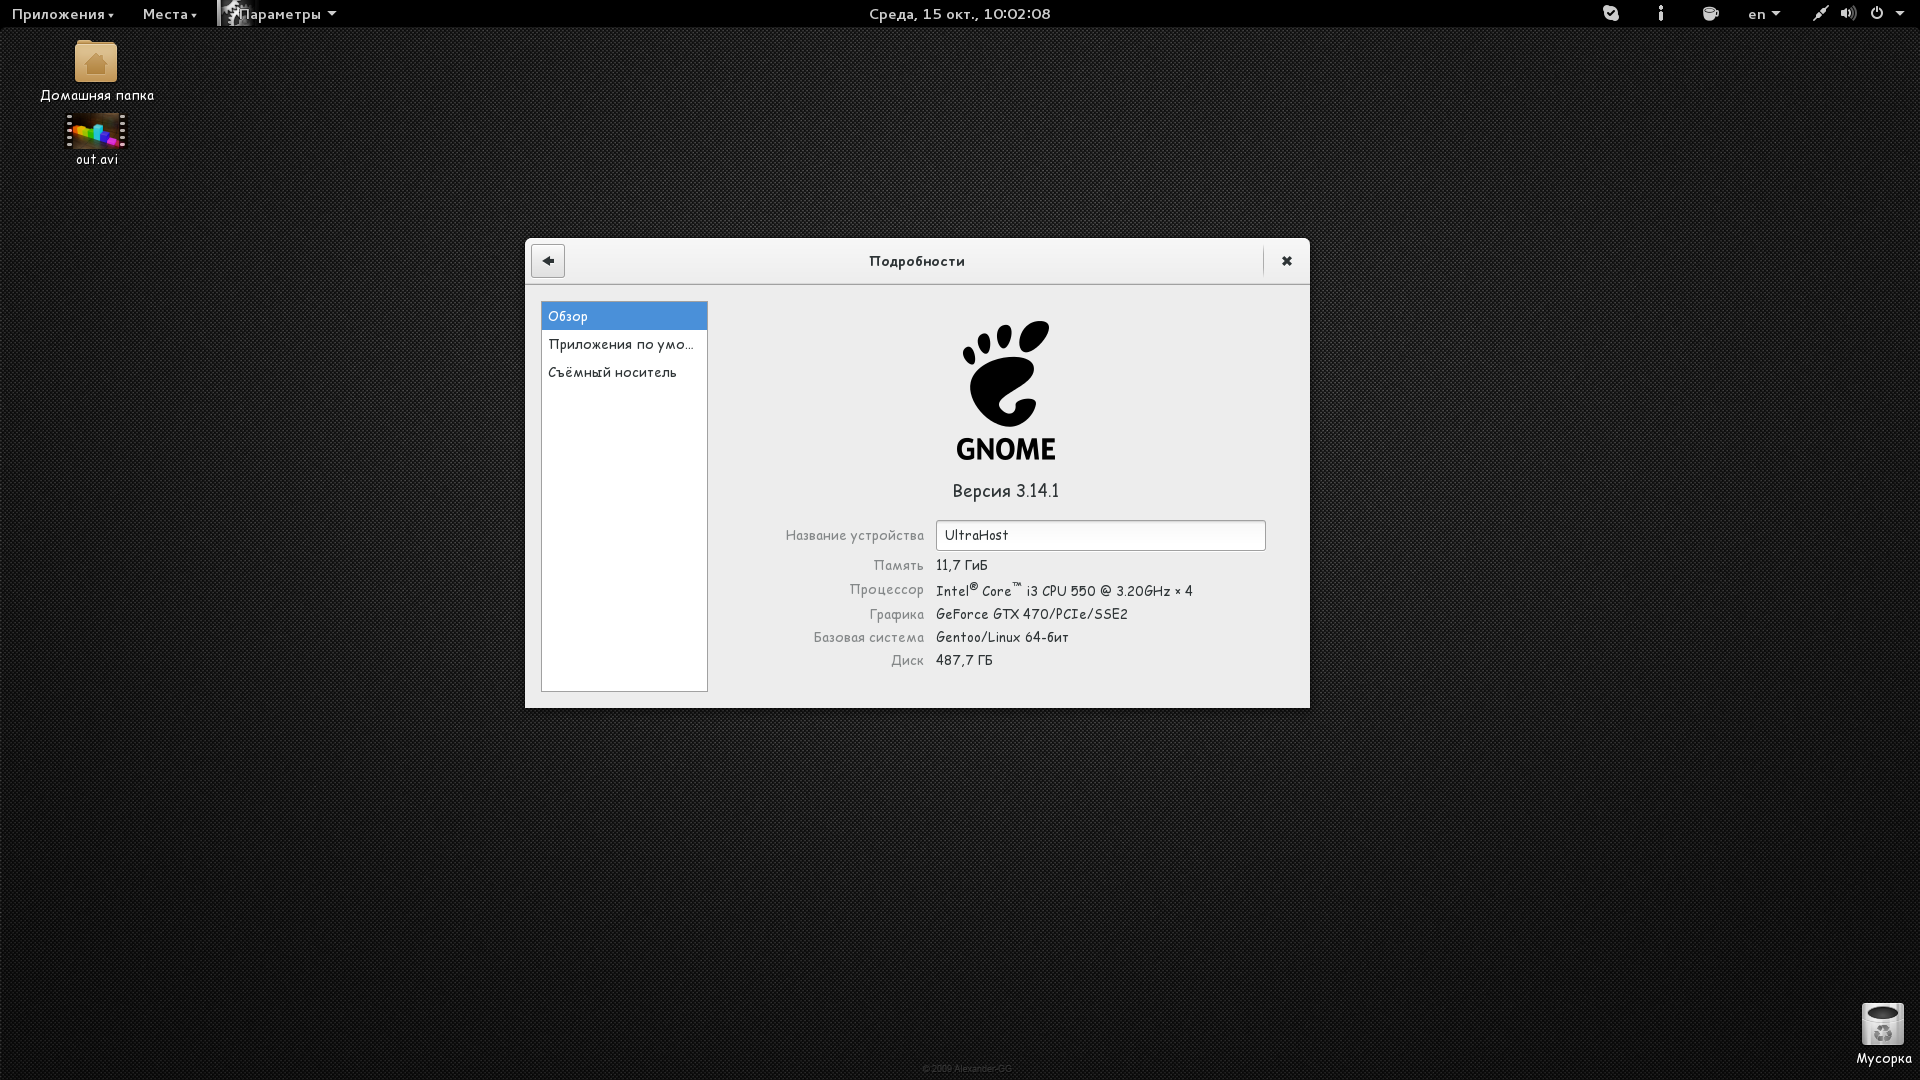 Приложения
Места
Параметры
Среда, 15 окт., 10:02:08
en
Домашняя папка
out.avi
Подробности
Обзор
Приложения по умо...
Съёмный носитель
GNOME
Версия 3.14.1
Название устройства UltraHost
Память 11,7 ГиБ
Процессор Intel® Core™ i3 CPU 550 @ 3.20GHz × 4
Графика GeForce GTX 470/PCIe/SSE2
Базовая система Gentoo/Linux 64-бит
Диск 487,7 ГБ
Мусорка
© 2009 Alexander-GG